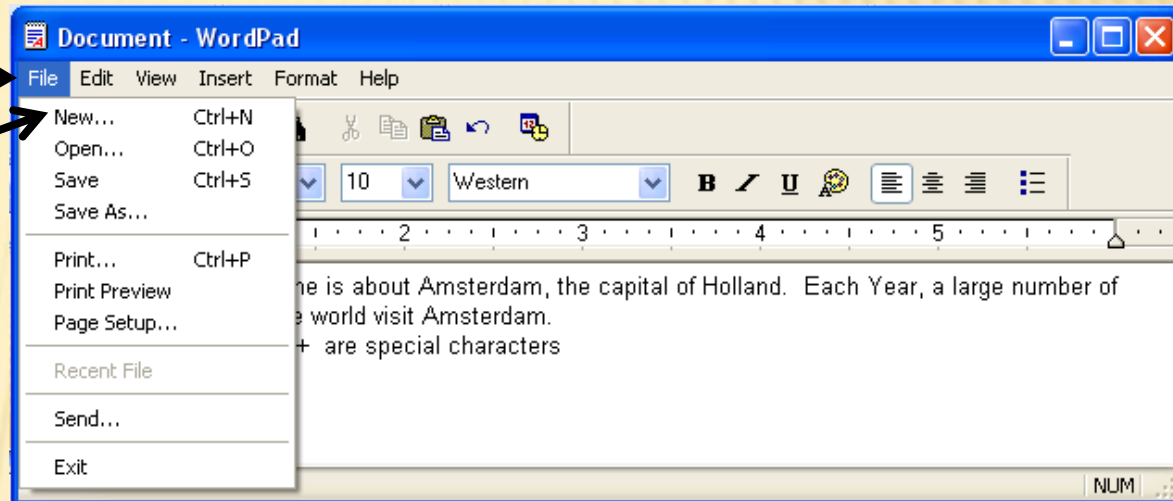 Document - WordPad
File Edit View Insert Format Help
New... Ctrl+N
Open... Ctrl+O
Save Ctrl+S
Save As...
Print... Ctrl+P
Print Preview
Page Setup...
Recent File
Send...
Exit
10 Western B U
2 3 4 5
is about Amsterdam, the capital of Holland. Each Year, a large number of
world visit Amsterdam.
+ are special characters
NUM